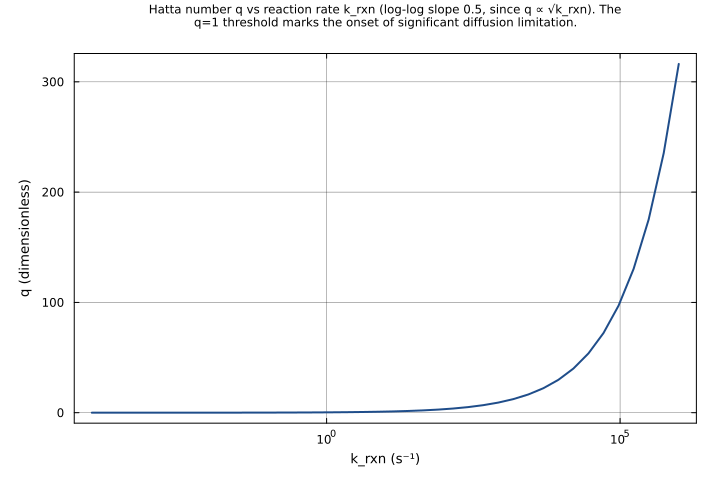 Hatta number q vs reaction rate k_rxn (log-log slope 0.5, since q ∝ √k_rxn). The
q=1 threshold marks the onset of significant diffusion limitation.
300
200
100
0
q (dimensionless)
10⁰
10⁵
k_rxn (s⁻¹)